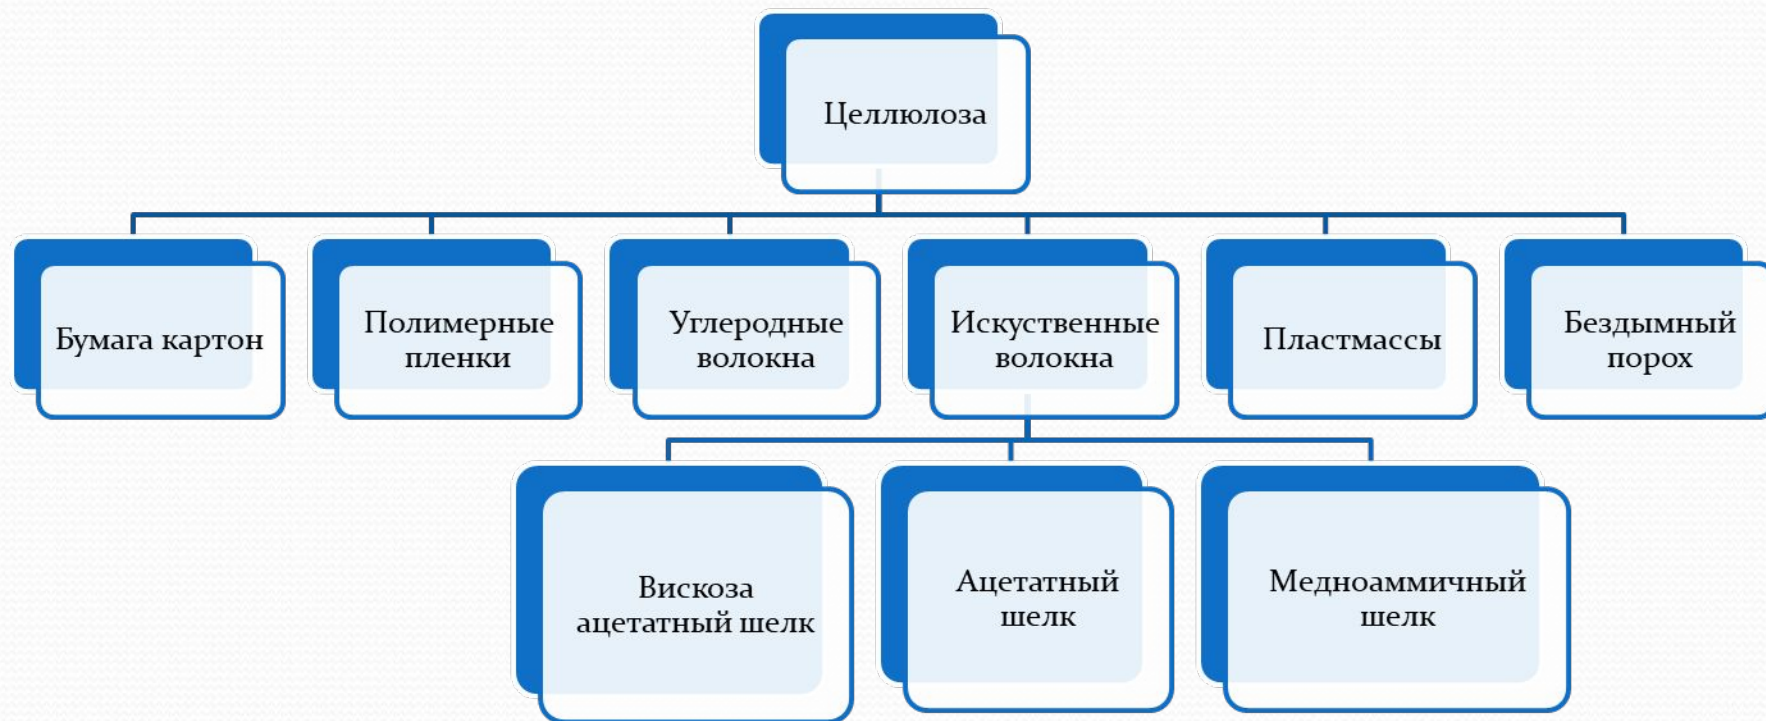 Целлюлоза
Бумага картон
Полимерные
пленки
Углеродные
волокна
Искуственные
волокна
Пластмассы
Бездымный
порох
Вискоза
ацетатный шелк
Ацетатный
шелк
Медноаммичный
шелк